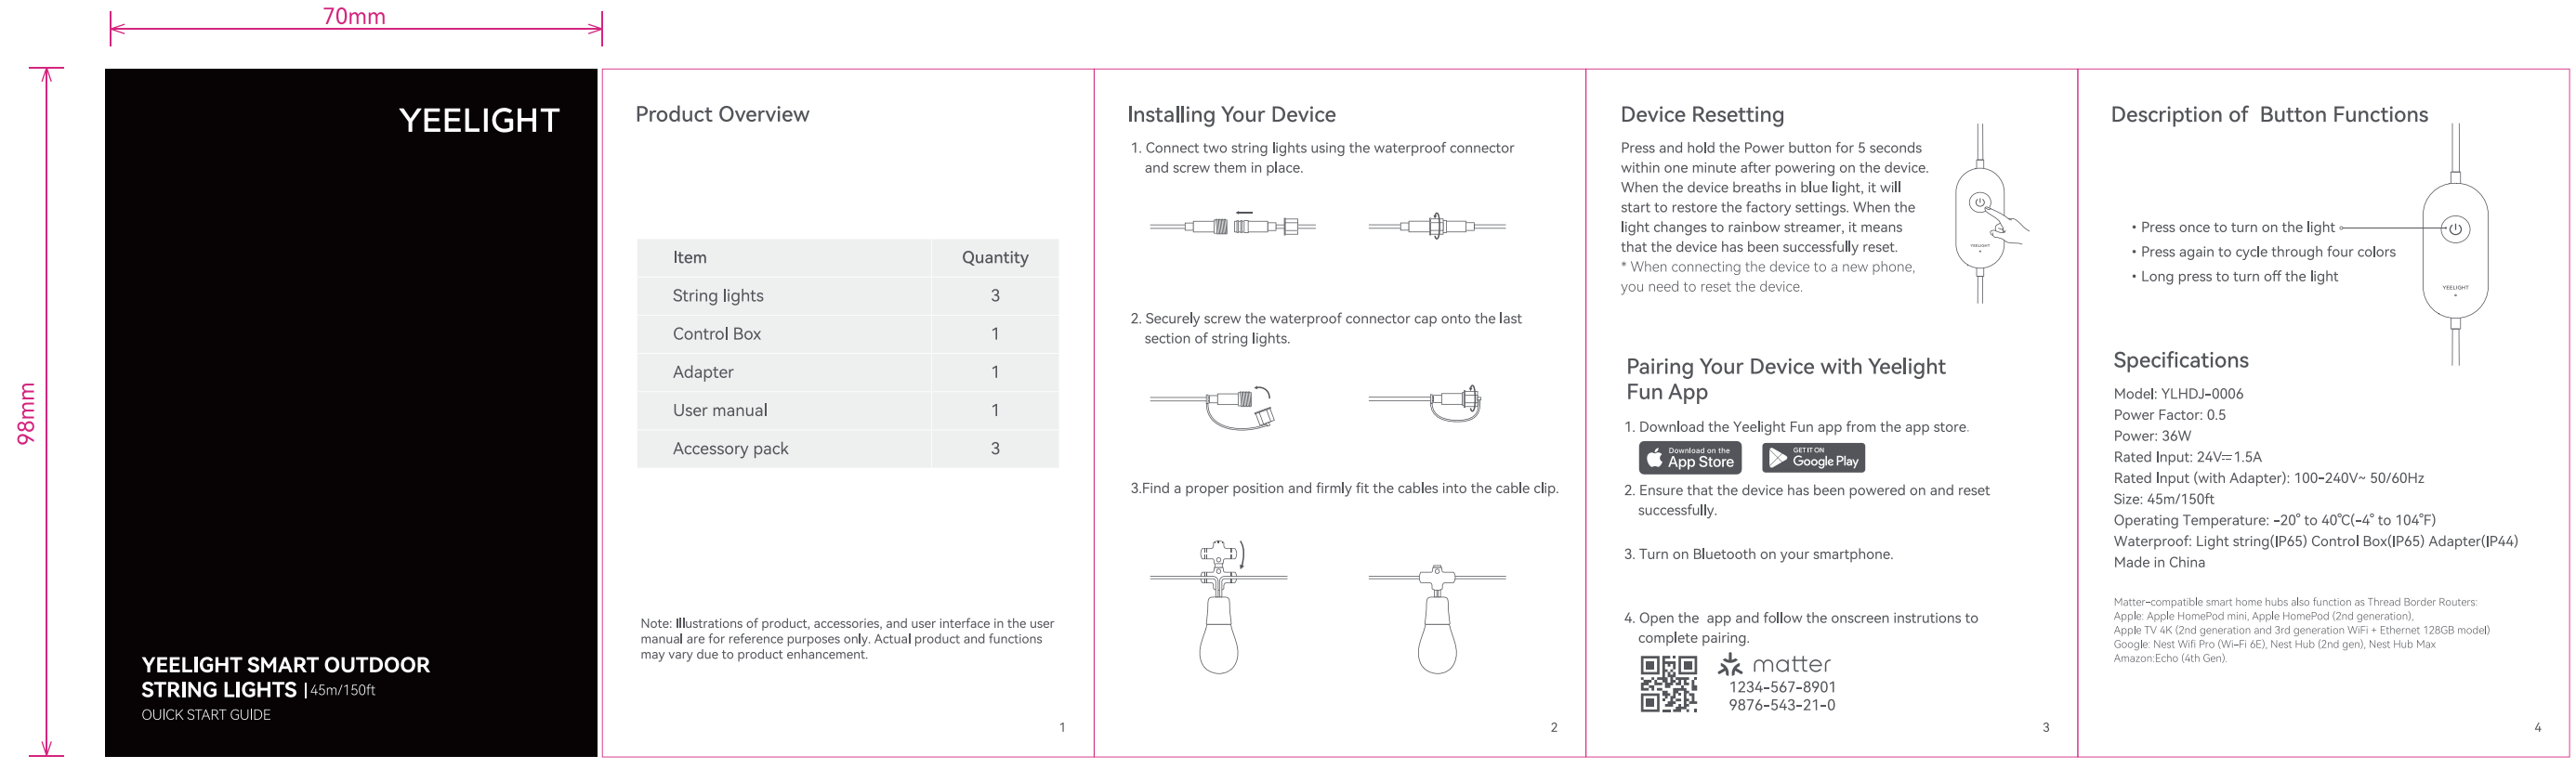 70mm
98mm
YEELIGHT
YEELIGHT SMART OUTDOOR
STRING LIGHTS | 45m/150ft
OUICK START GUIDE
Product Overview
Item Quantity
String lights 3
Control Box 1
Adapter 1
User manual 1
Accessory pack 3
Note: Illustrations of product, accessories, and user interface in the user
manual are for reference purposes only. Actual product and functions
may vary due to product enhancement.
1
Installing Your Device
1. Connect two string lights using the waterproof connector
and screw them in place.
2. Securely screw the waterproof connector cap onto the last
section of string lights.
3.Find a proper position and firmly fit the cables into the cable clip.
2
Device Resetting
Press and hold the Power button for 5 seconds
within one minute after powering on the device.
When the device breaths in blue light, it will
start to restore the factory settings. When the
light changes to rainbow streamer, it means
that the device has been successfully reset.
* When connecting the device to a new phone,
you need to reset the device.
YEELIGHT
Pairing Your Device with Yeelight
Fun App
1. Download the Yeelight Fun app from the app store.
Download on the
App Store
GET IT ON
Google Play
2. Ensure that the device has been powered on and reset
successfully.
3. Turn on Bluetooth on your smartphone.
4. Open the  app and follow the onscreen instrutions to
complete pairing.
matter
1234-567-8901
9876-543-21-0
3
Description of  Button Functions
• Press once to turn on the light
• Press again to cycle through four colors
• Long press to turn off the light
YEELIGHT
Specifications
Model: YLHDJ-0006
Power Factor: 0.5
Power: 36W
Rated Input: 24V⎓1.5A
Rated Input (with Adapter): 100-240V~ 50/60Hz
Size: 45m/150ft
Operating Temperature: -20° to 40°C(-4° to 104°F)
Waterproof: Light string(IP65) Control Box(IP65) Adapter(IP44)
Made in China
Matter-compatible smart home hubs also function as Thread Border Routers:
Apple: Apple HomePod mini, Apple HomePod (2nd generation),
Apple TV 4K (2nd generation and 3rd generation WiFi + Ethernet 128GB model)
Google: Nest Wifi Pro (Wi-Fi 6E), Nest Hub (2nd gen), Nest Hub Max
Amazon:Echo (4th Gen).
4